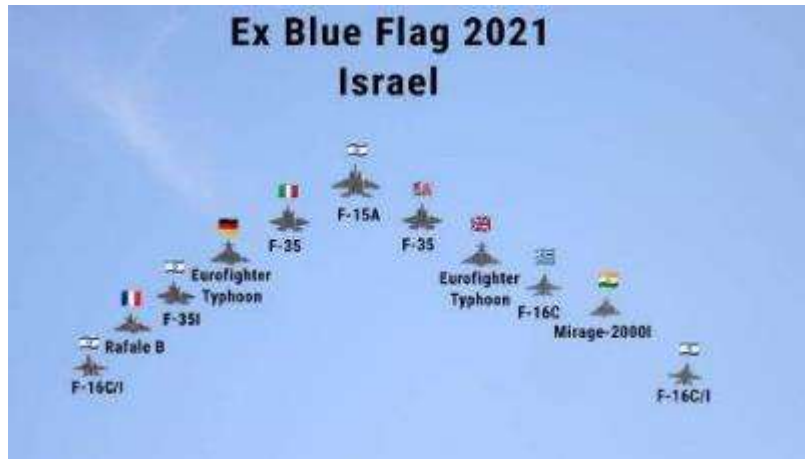 Ex Blue Flag 2021
Israel
F-15A
F-35
F-35
Eurofighter
Typhoon
Eurofighter
Typhoon
F-35I
F-16C
Rafale B
Mirage-2000I
F-16C/I
F-16C/I